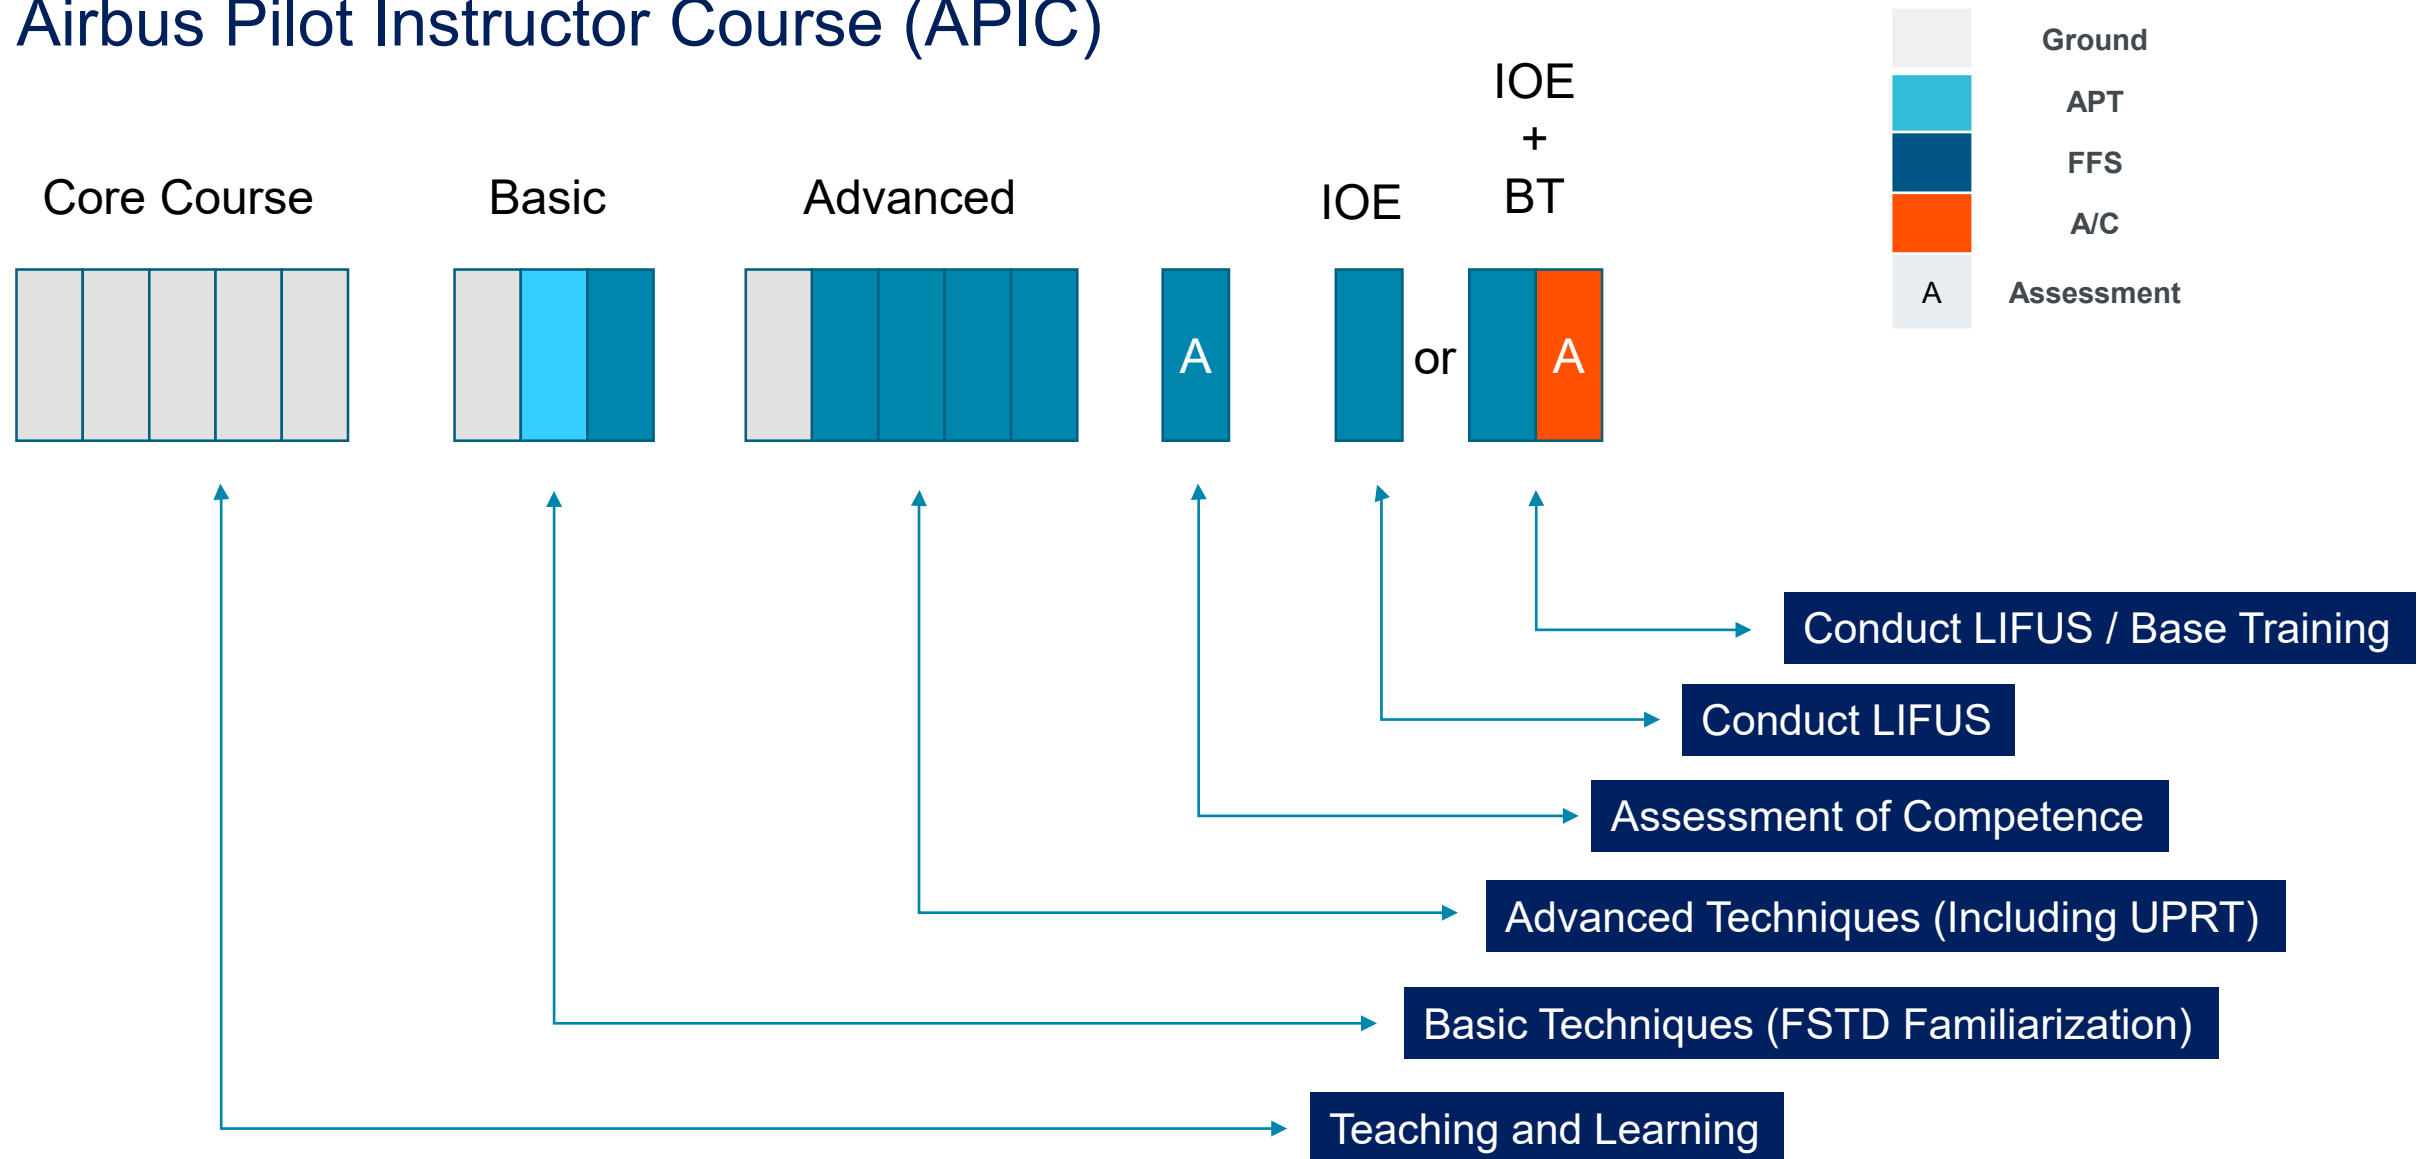 Airbus Pilot Instructor Course (APIC)
Ground
APT
FFS
A/C
A Assessment
Core Course
Basic
Advanced
IOE
IOE
+
BT
A
or
A
Conduct LIFUS / Base Training
Conduct LIFUS
Assessment of Competence
Advanced Techniques (Including UPRT)
Basic Techniques (FSTD Familiarization)
Teaching and Learning